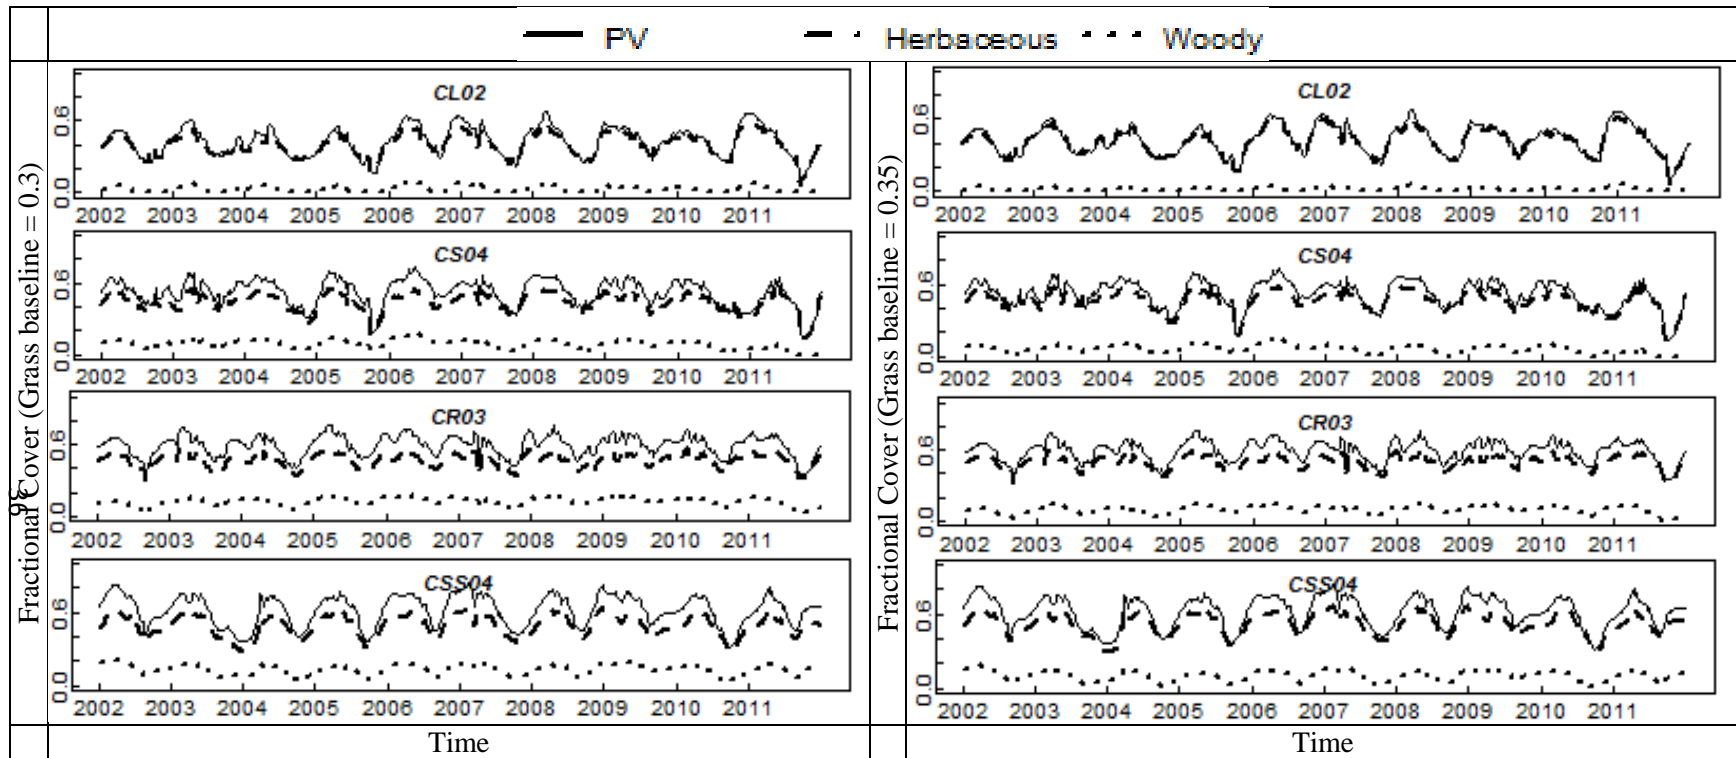 PV Herbaceous Woody
Fractional Cover (Grass baseline = 0.3)
36
CL02
0.6
0.0
2002 2003 2004 2005 2006 2007 2008 2009 2010 2011
CS04
0.6
0.0
2002 2003 2004 2005 2006 2007 2008 2009 2010 2011
CR03
0.6
0.0
2002 2003 2004 2005 2006 2007 2008 2009 2010 2011
CSS04
0.6
0.0
2002 2003 2004 2005 2006 2007 2008 2009 2010 2011
Time
Fractional Cover (Grass baseline = 0.35)
CL02
0.6
0.0
2002 2003 2004 2005 2006 2007 2008 2009 2010 2011
CS04
0.6
0.0
2002 2003 2004 2005 2006 2007 2008 2009 2010 2011
CR03
0.6
0.0
2002 2003 2004 2005 2006 2007 2008 2009 2010 2011
CSS04
0.6
0.0
2002 2003 2004 2005 2006 2007 2008 2009 2010 2011
Time